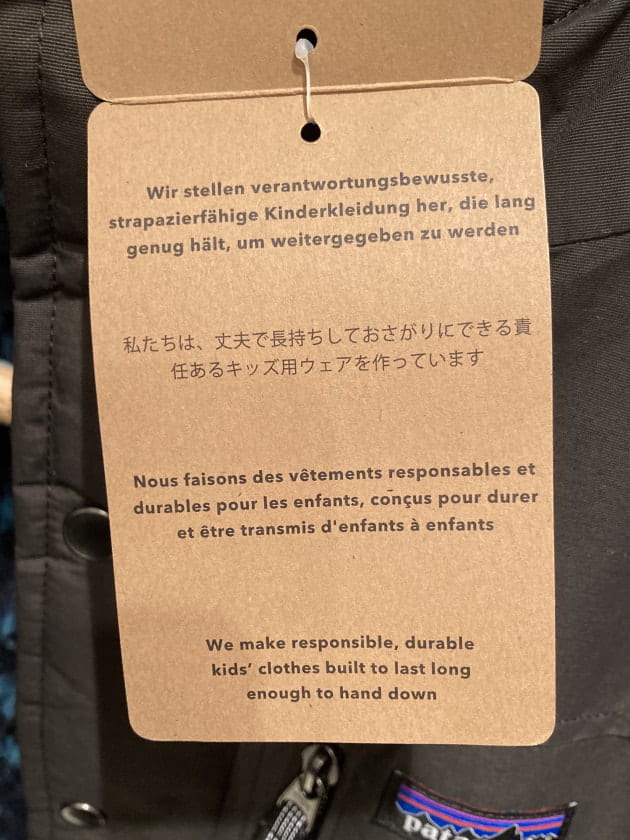 Wir stellen verantwortungsbewusste,
strapazierfähige Kinderkleidung her, die lang
genug hält, um weitergegeben zu werden
私たちは、丈夫で長持ちしておさがりにできる責
任あるキッズ用ウェアを作っています
Nous faisons des vêtements responsables et
durables pour les enfants, conçus pour durer
et être transmis d'enfants à enfants
We make responsible, durable
kids’ clothes built to last long
enough to hand down